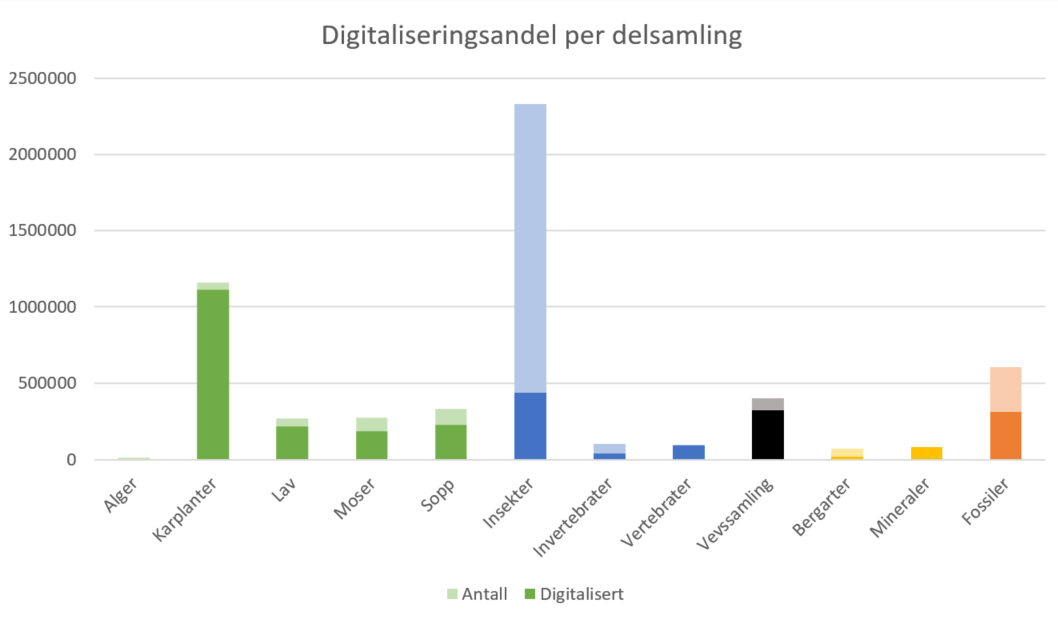 Digitaliseringsandel per delsamling
2500000
2000000
1500000
1000000
500000
0
Alger
Karplanter
Lav
Moser
Sopp
Insekter
Invertebrater
Vertebrater
Vevssamling
Bergarter
Mineraler
Fossiler
Antall Digitalisert